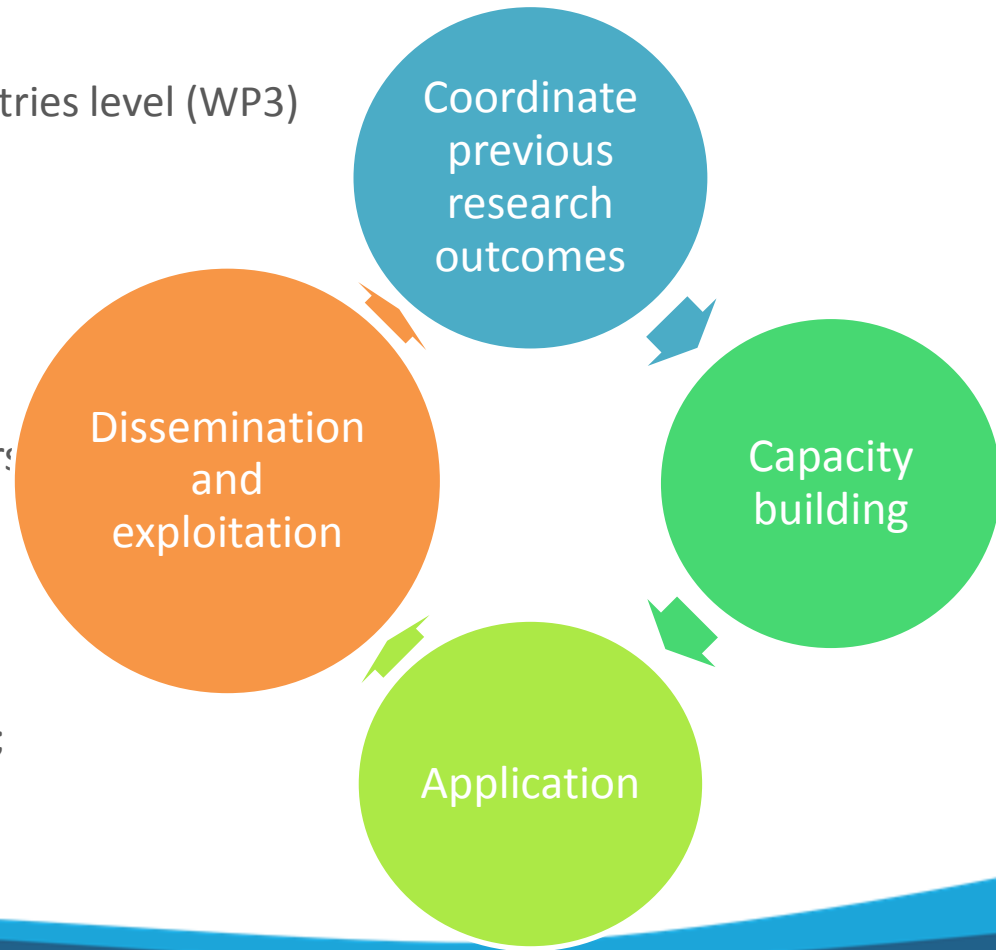 tries level (WP3)
Coordinate
previous
research
outcomes
Dissemination
and
exploitation
Capacity
building
;
Application